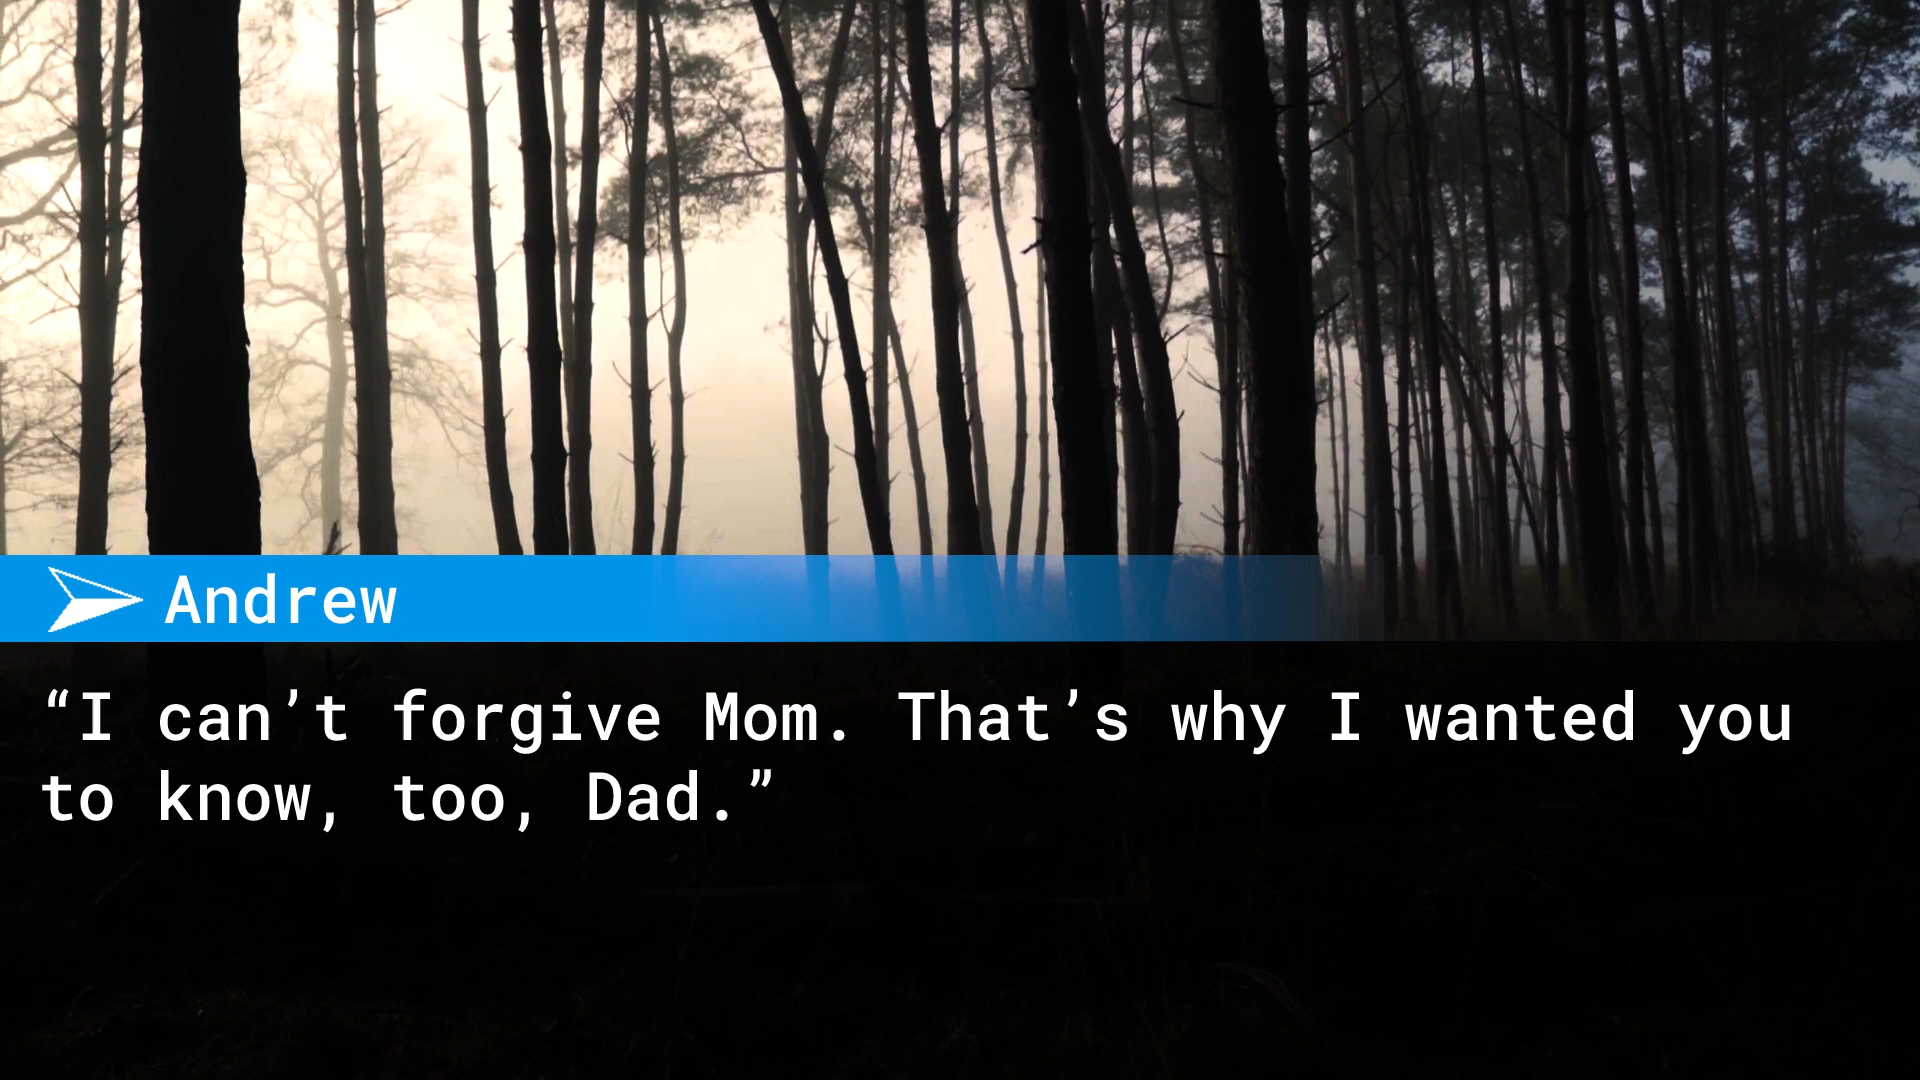 Andrew
“I can’t forgive Mom. That’s why I wanted you
to know, too, Dad.”